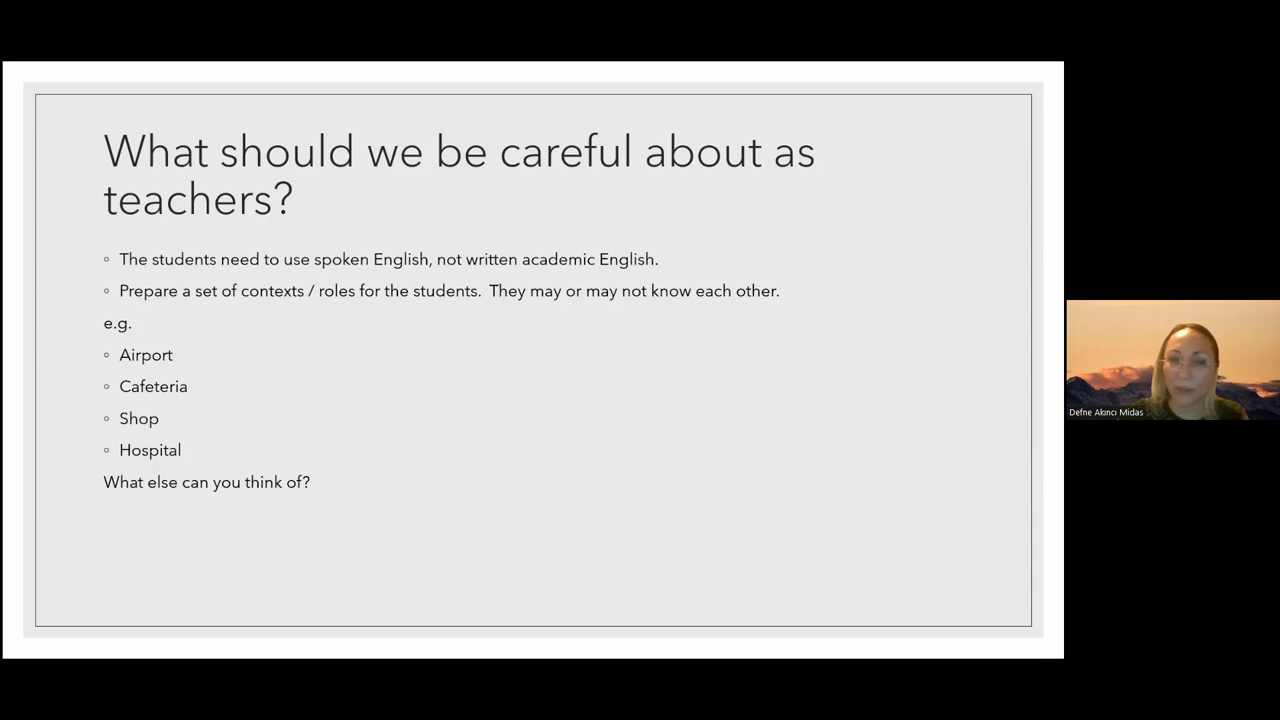 What should we be careful about as
teachers?
◦ The students need to use spoken English, not written academic English.
◦ Prepare a set of contexts / roles for the students.  They may or may not know each other.
e.g.
◦ Airport
◦ Cafeteria
◦ Shop
◦ Hospital
What else can you think of?
Defne Akıncı Midas